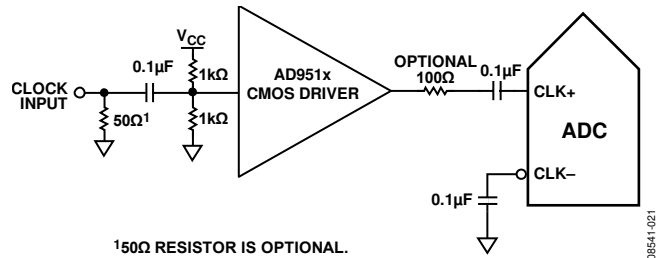 VCC
OPTIONAL
100Ω
0.1µF
0.1µF
1kΩ
AD951x
CMOS DRIVER
CLOCK
INPUT
CLK+
50Ω1
1kΩ
ADC
CLK–
0.1µF
150Ω RESISTOR IS OPTIONAL.
08541-021